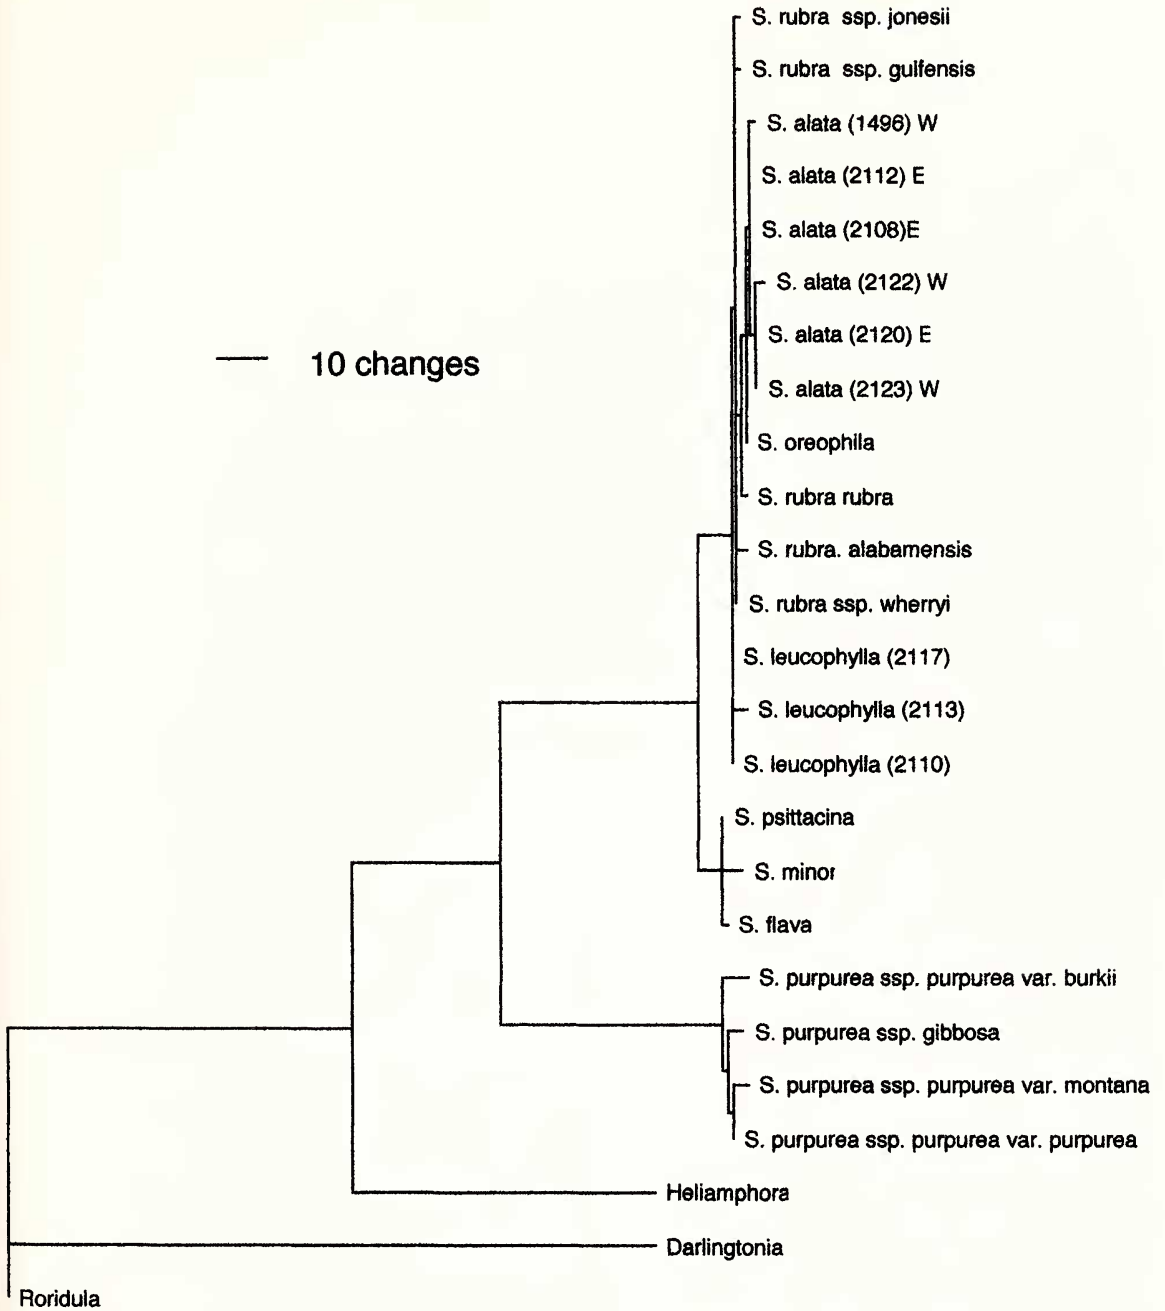 S. rubra ssp. jonesii
S. rubra ssp. gulfensis
S. alata (1496) W
S. alata (2112) E
S. alata (2108)E
S. alata (2122) W
S. alata (2120) E
10 changes
S. alata (2123) W
S. oreophila
S. rubra rubra
S. rubra. alabamensis
S. rubra ssp. wherryi
S. leucophylla (2117)
S. leucophylla (2113)
S. leucophylla (2110)
S. psittacina
S. minor
S. flava
S. purpurea ssp. purpurea var. burkii
S. purpurea ssp. gibbosa
S. purpurea ssp. purpurea var. montana
S. purpurea ssp. purpurea var. purpurea
Heliamphora
Darlingtonia
Roridula